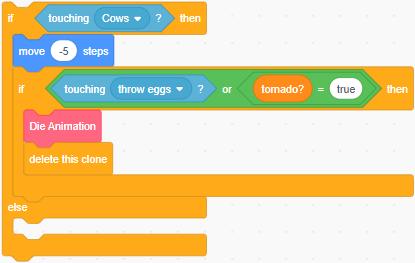 if touching Cows ? then
move -5 steps
if touching throw eggs ? or tornado? = true then
Die Animation
delete this clone
else